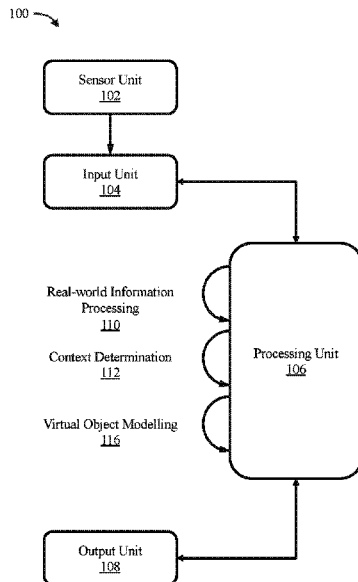 100
Sensor Unit
102
Input Unit
104
Real-world Information
Processing
110
Context Determination
112
Virtual Object Modelling
116
Processing Unit
106
Output Unit
108